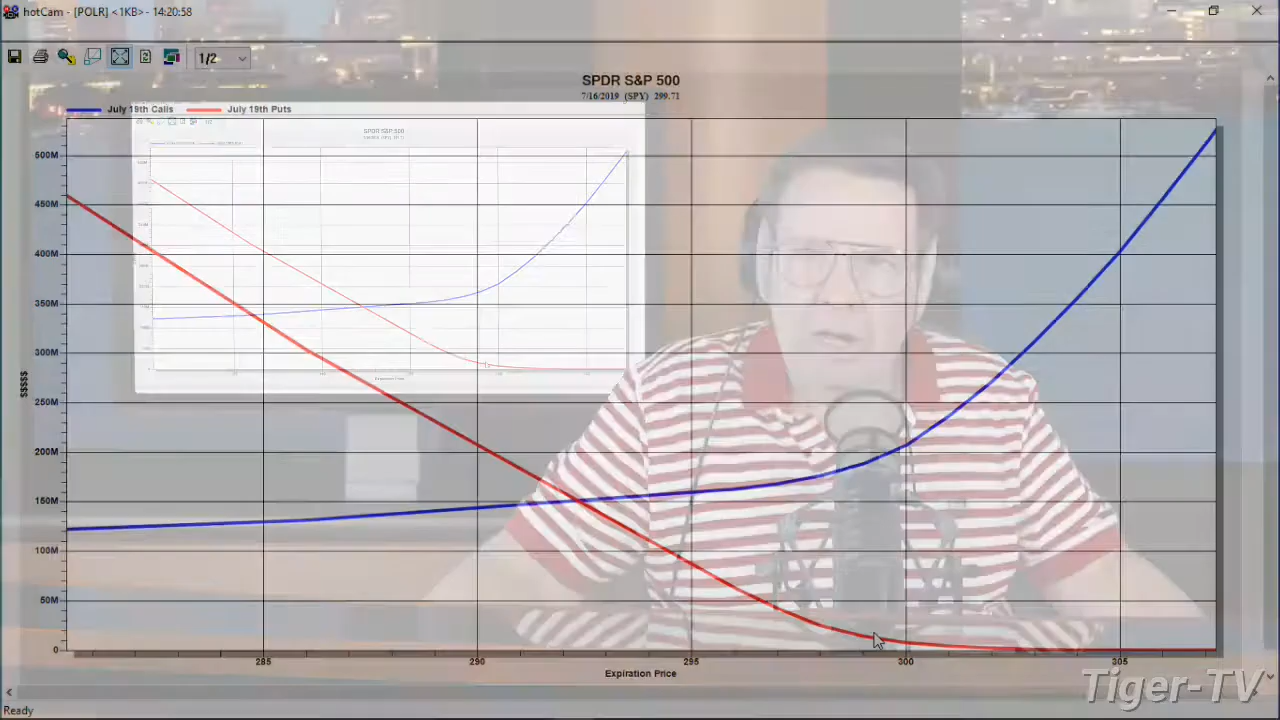 hotCam - [POLR] <1KB> - 14:20:58
1/2
SPDR S&P 500
7/16/2019 (SPY) 299.71
July 19th Calls July 19th Puts
SPDR S&P 500
500M
450M
400M
350M
300M
250M
200M
150M
100M
50M
0
$$$$$
285 290 295 300 305
Expiration Price
Tiger-TV
Ready